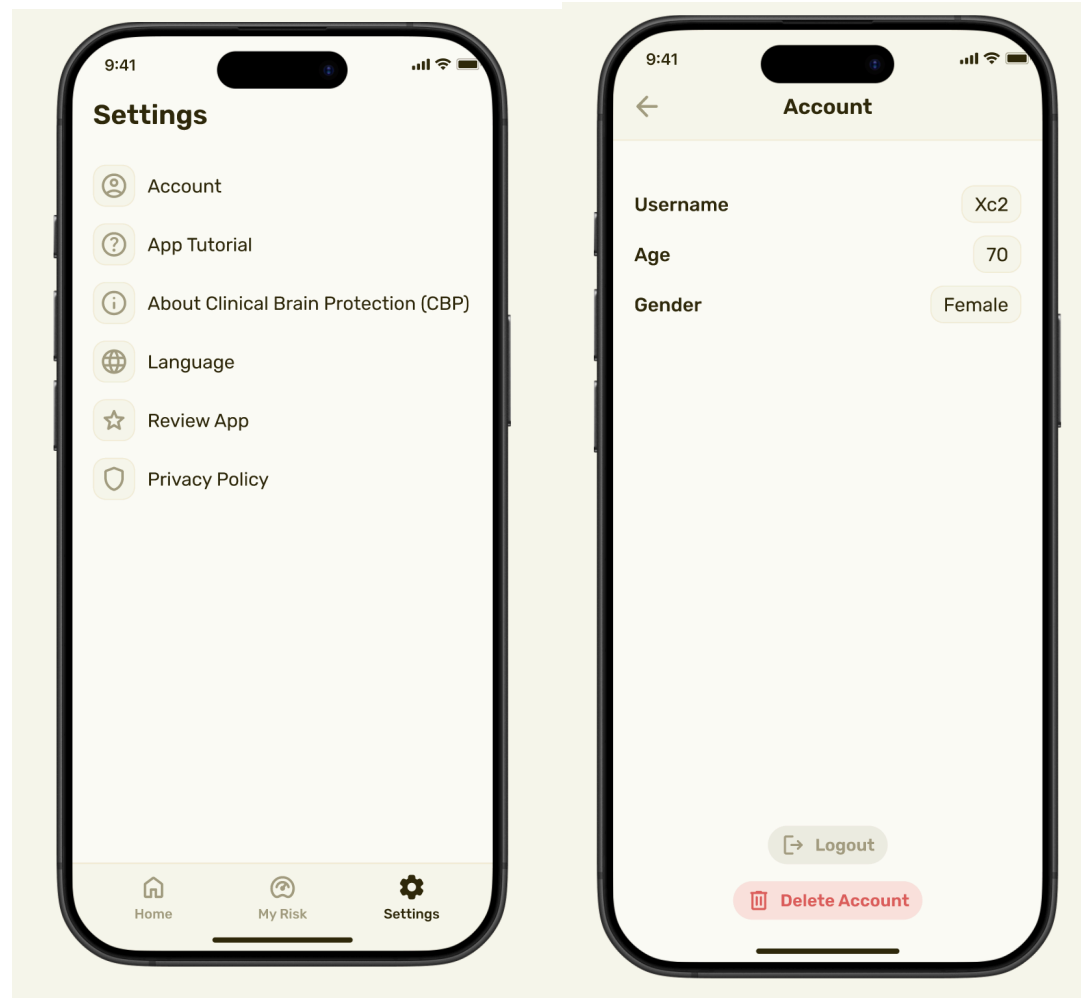 9:41
Settings
Account
App Tutorial
About Clinical Brain Protection (CBP)
Language
Review App
Privacy Policy
Home
My Risk
Settings
9:41
Account
Username Xc2
Age 70
Gender Female
Logout
Delete Account